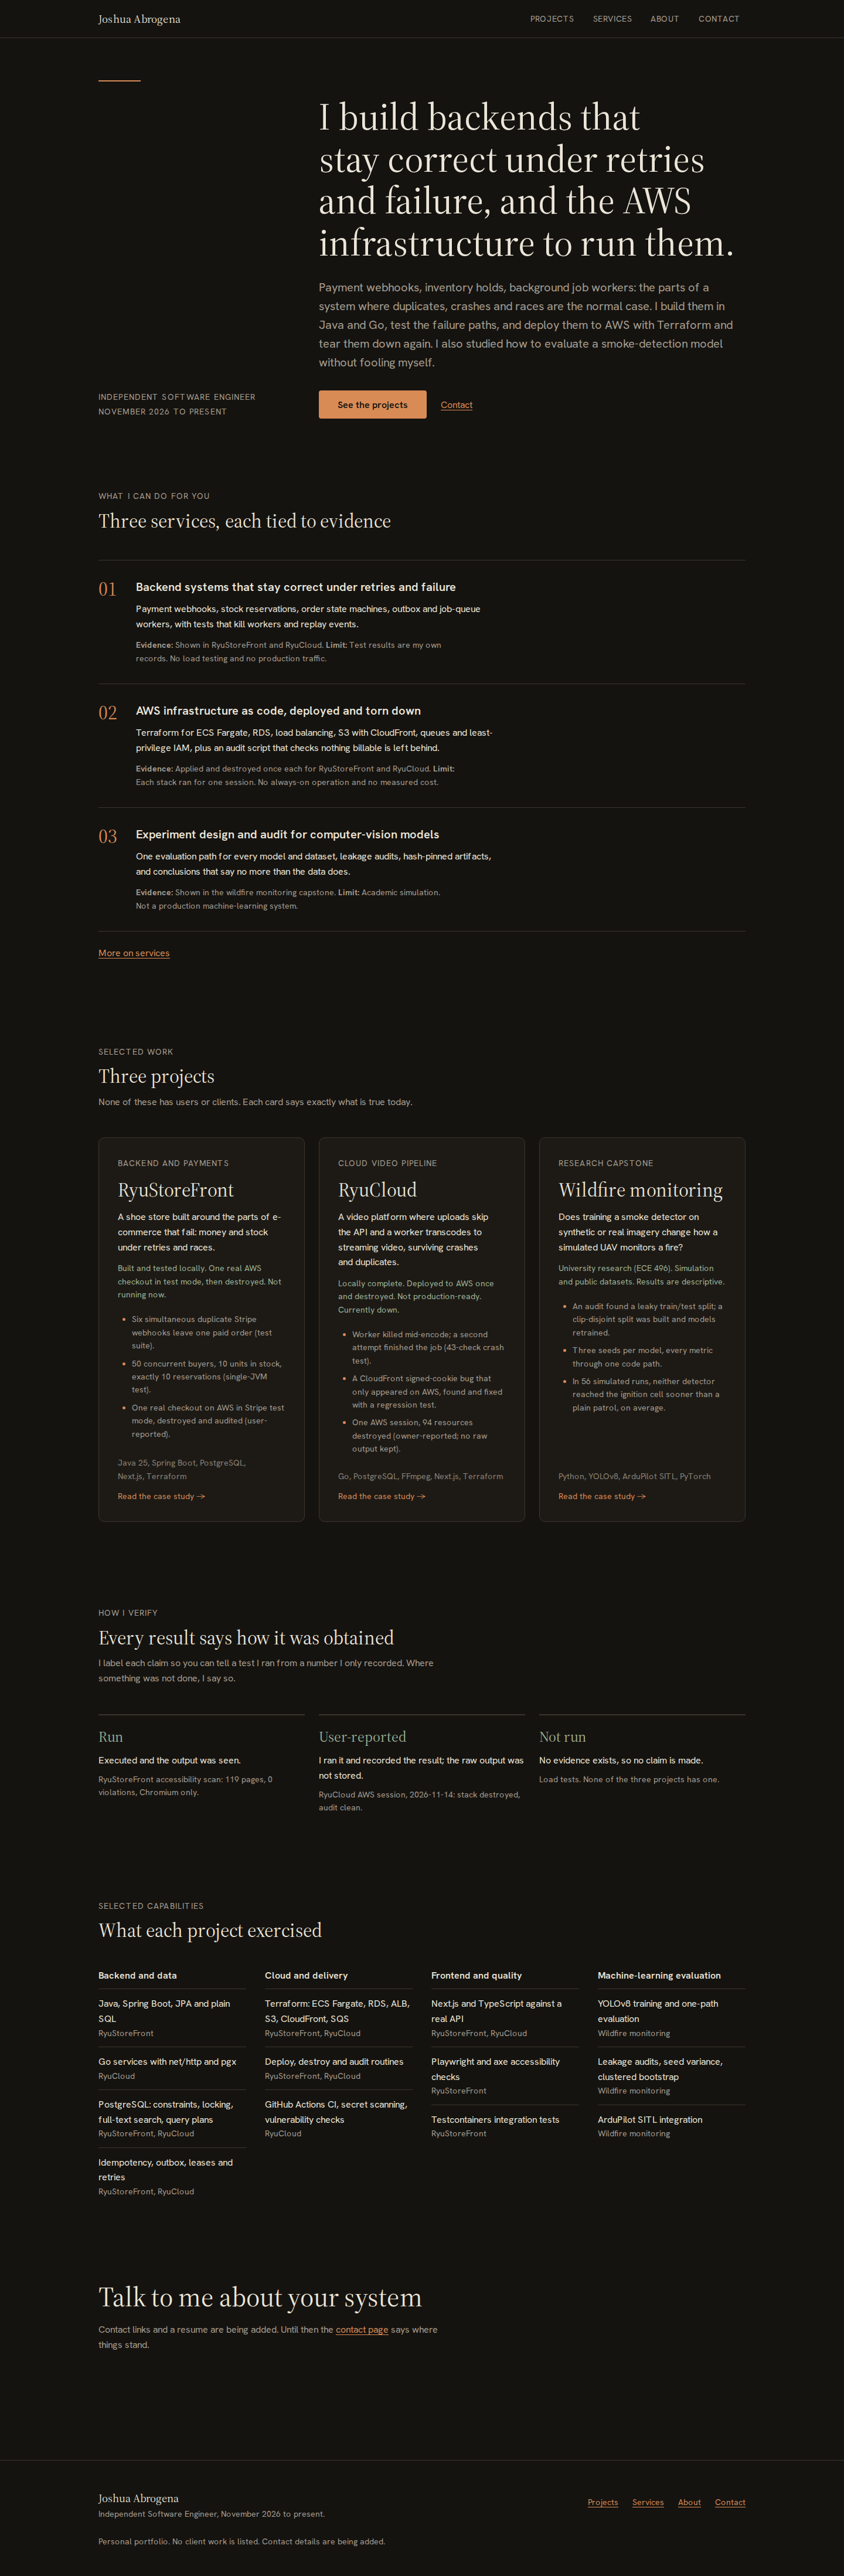 Joshua Abrogena
PROJECTS SERVICES ABOUT CONTACT
I build backends that
stay correct under retries
and failure, and the AWS
infrastructure to run them.
Payment webhooks, inventory holds, background job workers: the parts of a
system where duplicates, crashes and races are the normal case. I build them in
Java and Go, test the failure paths, and deploy them to AWS with Terraform and
tear them down again. I also studied how to evaluate a smoke-detection model
without fooling myself.
INDEPENDENT SOFTWARE ENGINEER
NOVEMBER 2026 TO PRESENT
See the projects
Contact
WHAT I CAN DO FOR YOU
Three services, each tied to evidence
01
Backend systems that stay correct under retries and failure
Payment webhooks, stock reservations, order state machines, outbox and job-queue
workers, with tests that kill workers and replay events.
Evidence: Shown in RyuStoreFront and RyuCloud. Limit: Test results are my own
records. No load testing and no production traffic.
02
AWS infrastructure as code, deployed and torn down
Terraform for ECS Fargate, RDS, load balancing, S3 with CloudFront, queues and least-
privilege IAM, plus an audit script that checks nothing billable is left behind.
Evidence: Applied and destroyed once each for RyuStoreFront and RyuCloud. Limit:
Each stack ran for one session. No always-on operation and no measured cost.
03
Experiment design and audit for computer-vision models
One evaluation path for every model and dataset, leakage audits, hash-pinned artifacts,
and conclusions that say no more than the data does.
Evidence: Shown in the wildfire monitoring capstone. Limit: Academic simulation.
Not a production machine-learning system.
More on services
SELECTED WORK
Three projects
None of these has users or clients. Each card says exactly what is true today.
BACKEND AND PAYMENTS
RyuStoreFront
A shoe store built around the parts of e-
commerce that fail: money and stock
under retries and races.
Built and tested locally. One real AWS
checkout in test mode, then destroyed. Not
running now.
Six simultaneous duplicate Stripe
webhooks leave one paid order (test
suite).
50 concurrent buyers, 10 units in stock,
exactly 10 reservations (single-JVM
test).
One real checkout on AWS in Stripe test
mode, destroyed and audited (user-
reported).
Java 25, Spring Boot, PostgreSQL,
Next.js, Terraform
Read the case study →
CLOUD VIDEO PIPELINE
RyuCloud
A video platform where uploads skip
the API and a worker transcodes to
streaming video, surviving crashes
and duplicates.
Locally complete. Deployed to AWS once
and destroyed. Not production-ready.
Currently down.
Worker killed mid-encode; a second
attempt finished the job (43-check crash
test).
A CloudFront signed-cookie bug that
only appeared on AWS, found and fixed
with a regression test.
One AWS session, 94 resources
destroyed (owner-reported; no raw
output kept).
Go, PostgreSQL, FFmpeg, Next.js, Terraform
Read the case study →
RESEARCH CAPSTONE
Wildfire monitoring
Does training a smoke detector on
synthetic or real imagery change how a
simulated UAV monitors a fire?
University research (ECE 496). Simulation
and public datasets. Results are descriptive.
An audit found a leaky train/test split; a
clip-disjoint split was built and models
retrained.
Three seeds per model, every metric
through one code path.
In 56 simulated runs, neither detector
reached the ignition cell sooner than a
plain patrol, on average.
Python, YOLOv8, ArduPilot SITL, PyTorch
Read the case study →
HOW I VERIFY
Every result says how it was obtained
I label each claim so you can tell a test I ran from a number I only recorded. Where
something was not done, I say so.
Run
Executed and the output was seen.
RyuStoreFront accessibility scan: 119 pages, 0
violations, Chromium only.
User-reported
I ran it and recorded the result; the raw output was
not stored.
RyuCloud AWS session, 2026-11-14: stack destroyed,
audit clean.
Not run
No evidence exists, so no claim is made.
Load tests. None of the three projects has one.
SELECTED CAPABILITIES
What each project exercised
Backend and data
Java, Spring Boot, JPA and plain
SQL
RyuStoreFront
Go services with net/http and pgx
RyuCloud
PostgreSQL: constraints, locking,
full-text search, query plans
RyuStoreFront, RyuCloud
Idempotency, outbox, leases and
retries
RyuStoreFront, RyuCloud
Cloud and delivery
Terraform: ECS Fargate, RDS, ALB,
S3, CloudFront, SQS
RyuStoreFront, RyuCloud
Deploy, destroy and audit routines
RyuStoreFront, RyuCloud
GitHub Actions CI, secret scanning,
vulnerability checks
RyuCloud
Frontend and quality
Next.js and TypeScript against a
real API
RyuStoreFront, RyuCloud
Playwright and axe accessibility
checks
RyuStoreFront
Testcontainers integration tests
RyuStoreFront
Machine-learning evaluation
YOLOv8 training and one-path
evaluation
Wildfire monitoring
Leakage audits, seed variance,
clustered bootstrap
Wildfire monitoring
ArduPilot SITL integration
Wildfire monitoring
Talk to me about your system
Contact links and a resume are being added. Until then the contact page says where
things stand.
Joshua Abrogena
Independent Software Engineer, November 2026 to present.
Projects Services About Contact
Personal portfolio. No client work is listed. Contact details are being added.